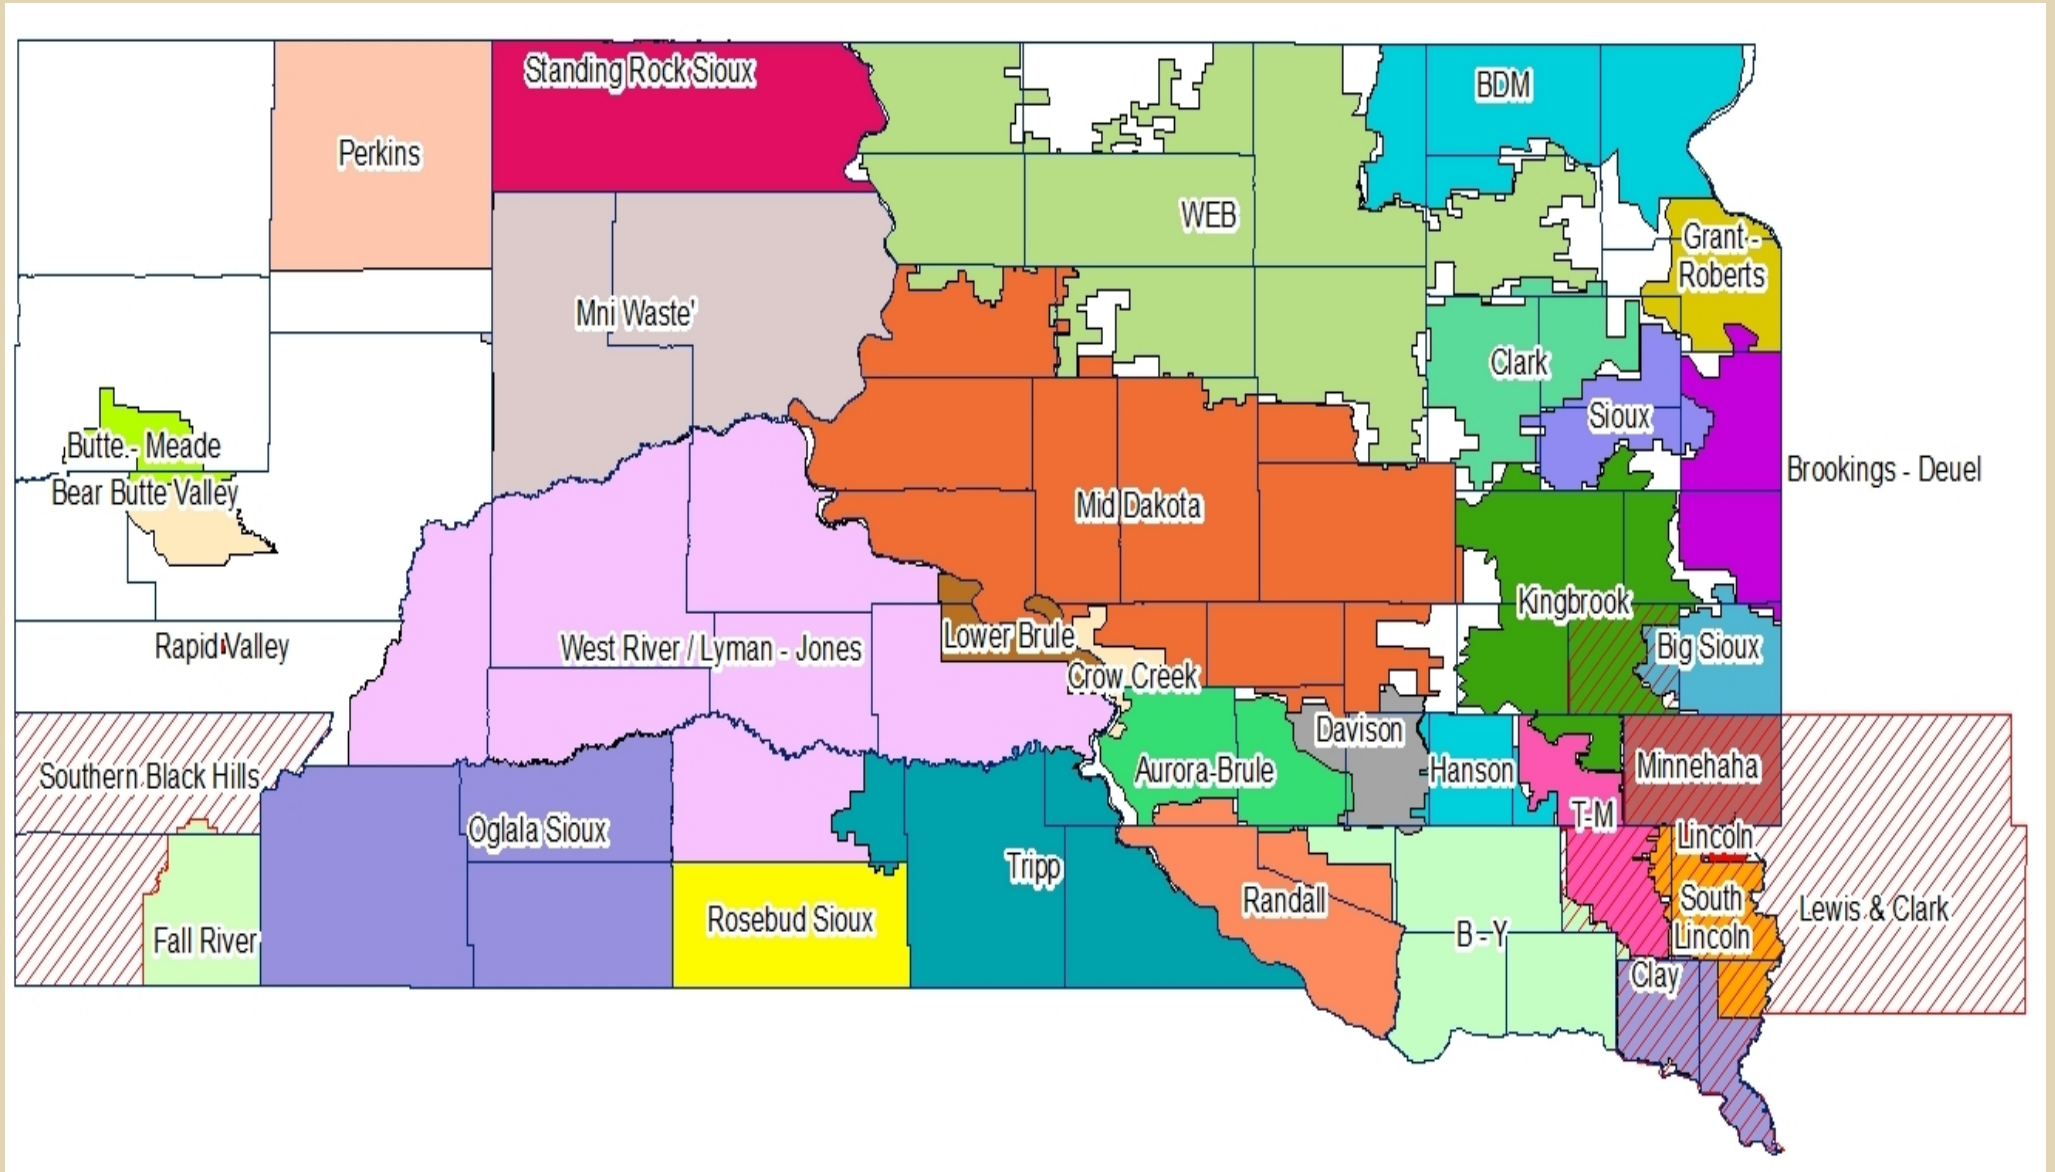 Standing Rock Sioux
BDM
Perkins
WEB
Grant -
Roberts
Mni Waste'
Clark
Sioux
Butte - Meade
Brookings - Deuel
Bear Butte Valley
Mid Dakota
Kingbrook
Lower Brule
Rapid Valley
West River / Lyman - Jones
Big Sioux
Crow Creek
Davison
Southern Black Hills
Aurora-Brule
Hanson
Minnehaha
T-M
Oglala Sioux
Lincoln
Tripp
Randall
South
Lincoln
Lewis & Clark
Rosebud Sioux
Fall River
B - Y
Clay